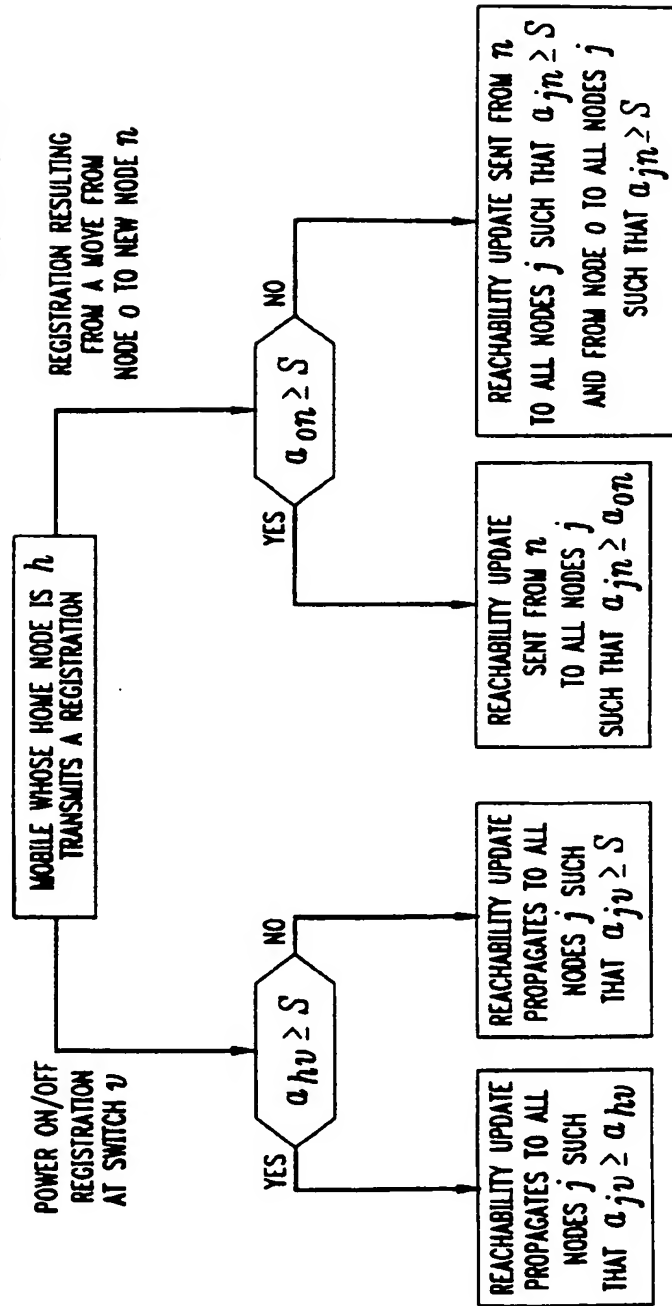 MOBILE WHOSE HOME NODE IS h
TRANSMITS A REGISTRATION
POWER ON/OFF
REGISTRATION
AT SWITCH v
REGISTRATION RESULTING
FROM A MOVE FROM
NODE O TO NEW NODE n
a_hv ≥ S
YES
NO
a_on ≥ S
YES
NO
REACHABILITY UPDATE
PROPAGATES TO ALL
NODES j SUCH
THAT a_jv ≥ a_hv
REACHABILITY UPDATE
PROPAGATES TO ALL
NODES j SUCH
THAT a_jv ≥ S
REACHABILITY UPDATE
SENT FROM n
TO ALL NODES j
SUCH THAT a_jn ≥ a_on
REACHABILITY UPDATE SENT FROM n
TO ALL NODES j SUCH THAT a_jn ≥ S
AND FROM NODE O TO ALL NODES j
SUCH THAT a_jn ≥ S